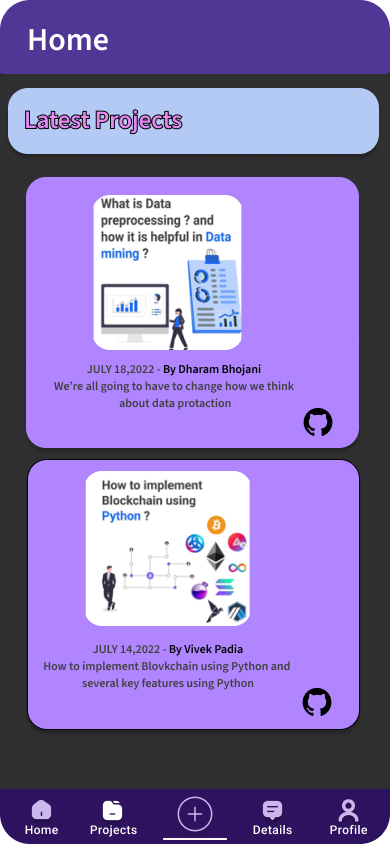 Home
Latest Projects
What is Data
preprocessing ? and
how it is helpful in Data
mining ?
JULY 18,2022 - By Dharam Bhojani
We're all going to have to change how we think
about data protaction
How to implement
Blockchain using
Python ?
JULY 14,2022 - By Vivek Padia
How to implement Blovkchain using Python and
several key features using Python
Home
Projects
Details
Profile